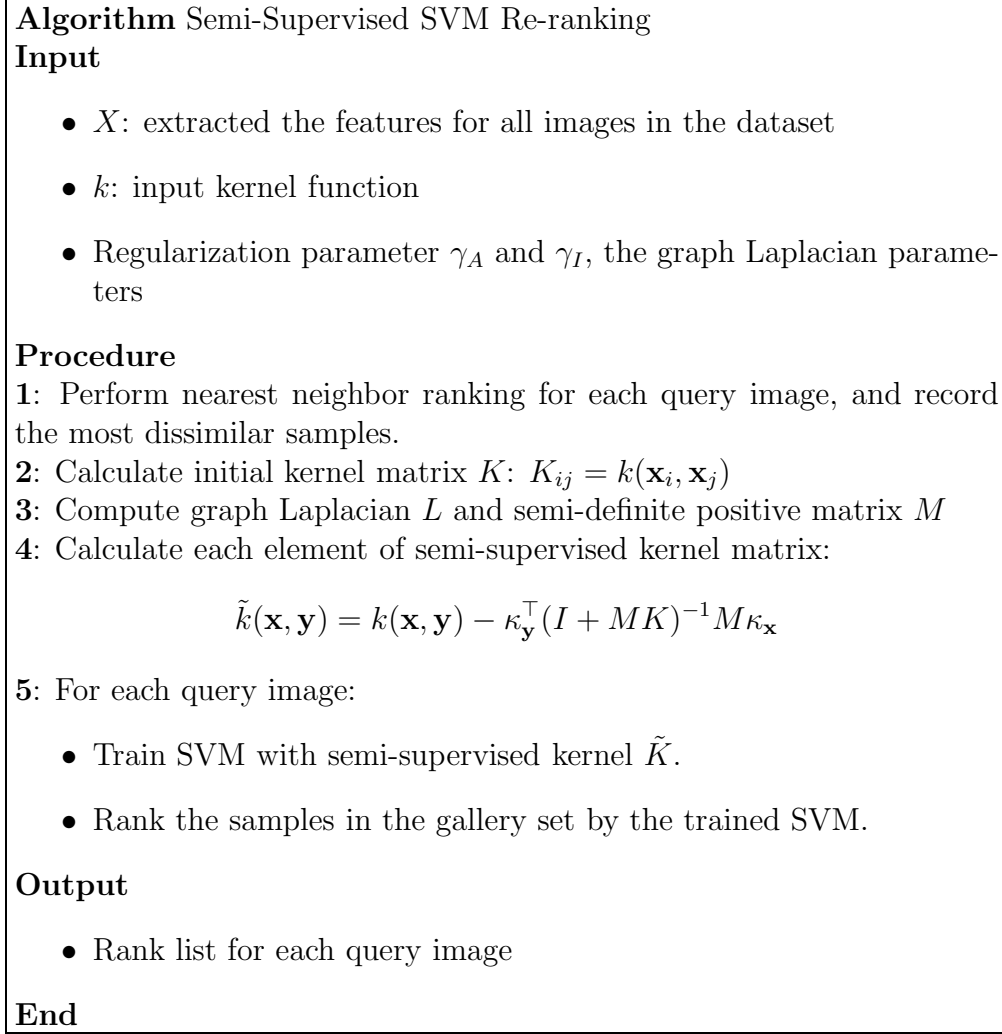 Algorithm Semi-Supervised SVM Re-ranking
Input
• X: extracted the features for all images in the dataset
• k: input kernel function
• Regularization parameter γ_A and γ_I, the graph Laplacian parame-
ters
Procedure
1: Perform nearest neighbor ranking for each query image, and record
the most dissimilar samples.
2: Calculate initial kernel matrix K: K_{ij} = k(x_i, x_j)
3: Compute graph Laplacian L and semi-definite positive matrix M
4: Calculate each element of semi-supervised kernel matrix:
k̃(x, y) = k(x, y) − κ_y^⊤(I + MK)^{−1}Mκ_x
5: For each query image:
• Train SVM with semi-supervised kernel K̃.
• Rank the samples in the gallery set by the trained SVM.
Output
• Rank list for each query image
End